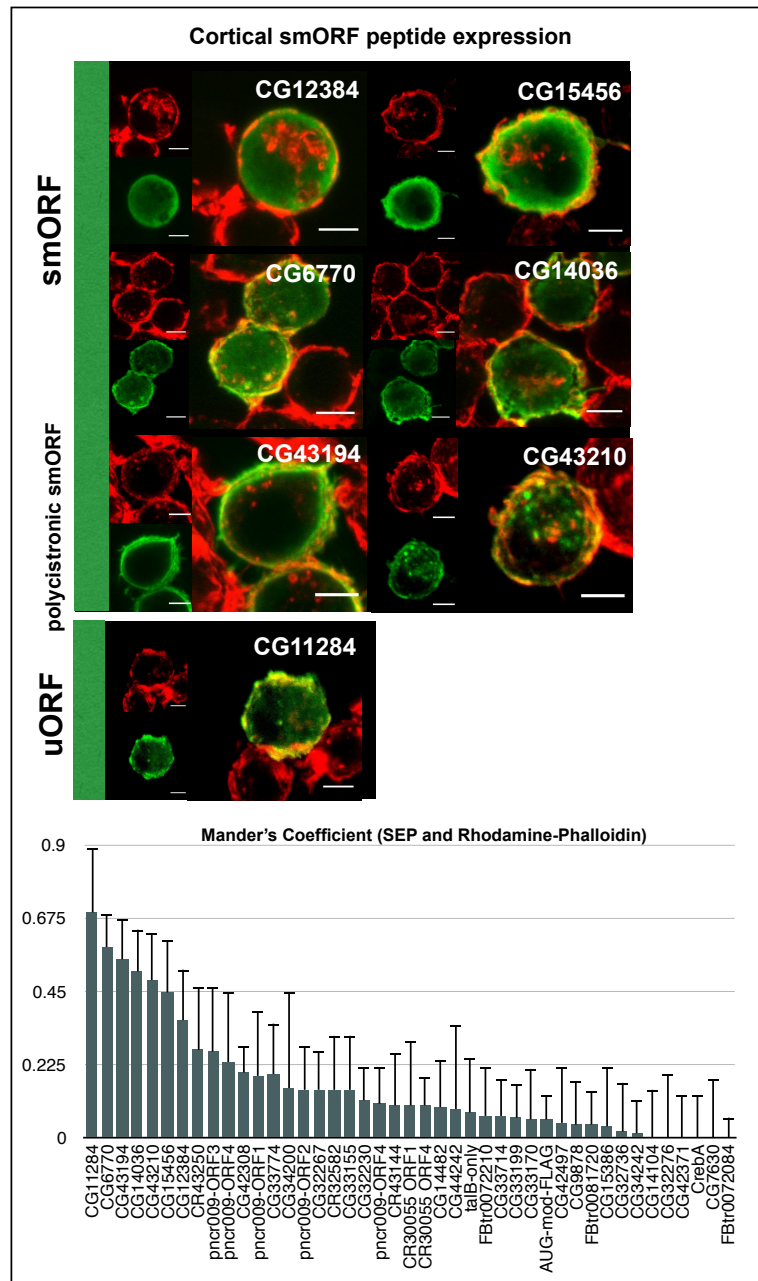 Cortical smORF peptide expression
smORF
CG12384
CG15456
CG6770
CG14036
polycistronic smORF
CG43194
CG43210
uORF
CG11284
Mander's Coefficient (SEP and Rhodamine-Phalloidin)
0.9
0.675
0.45
0.225
0
CG11284
CG6770
CG43194
CG14036
CG43210
CG15456
CG12384
CR43250
pncr009-ORF3
pncr009-ORF4
CG42308
pncr009-ORF1
CG33774
CG34200
pncr009-ORF2
CG32267
CR32582
CG33155
CG32230
pncr009-ORF4
CR43144
CR30055_ORF1
CR30055_ORF4
CG14482
CG44242
talB-only
FBtr0072210
CG33714
CG33199
CG33170
AUG-mod-FLAG
CG42497
CG9878
FBtr0081720
CG15386
CG32736
CG34242
CG14104
CG32276
CG42371
CrebA
CG7630
FBtr0072084